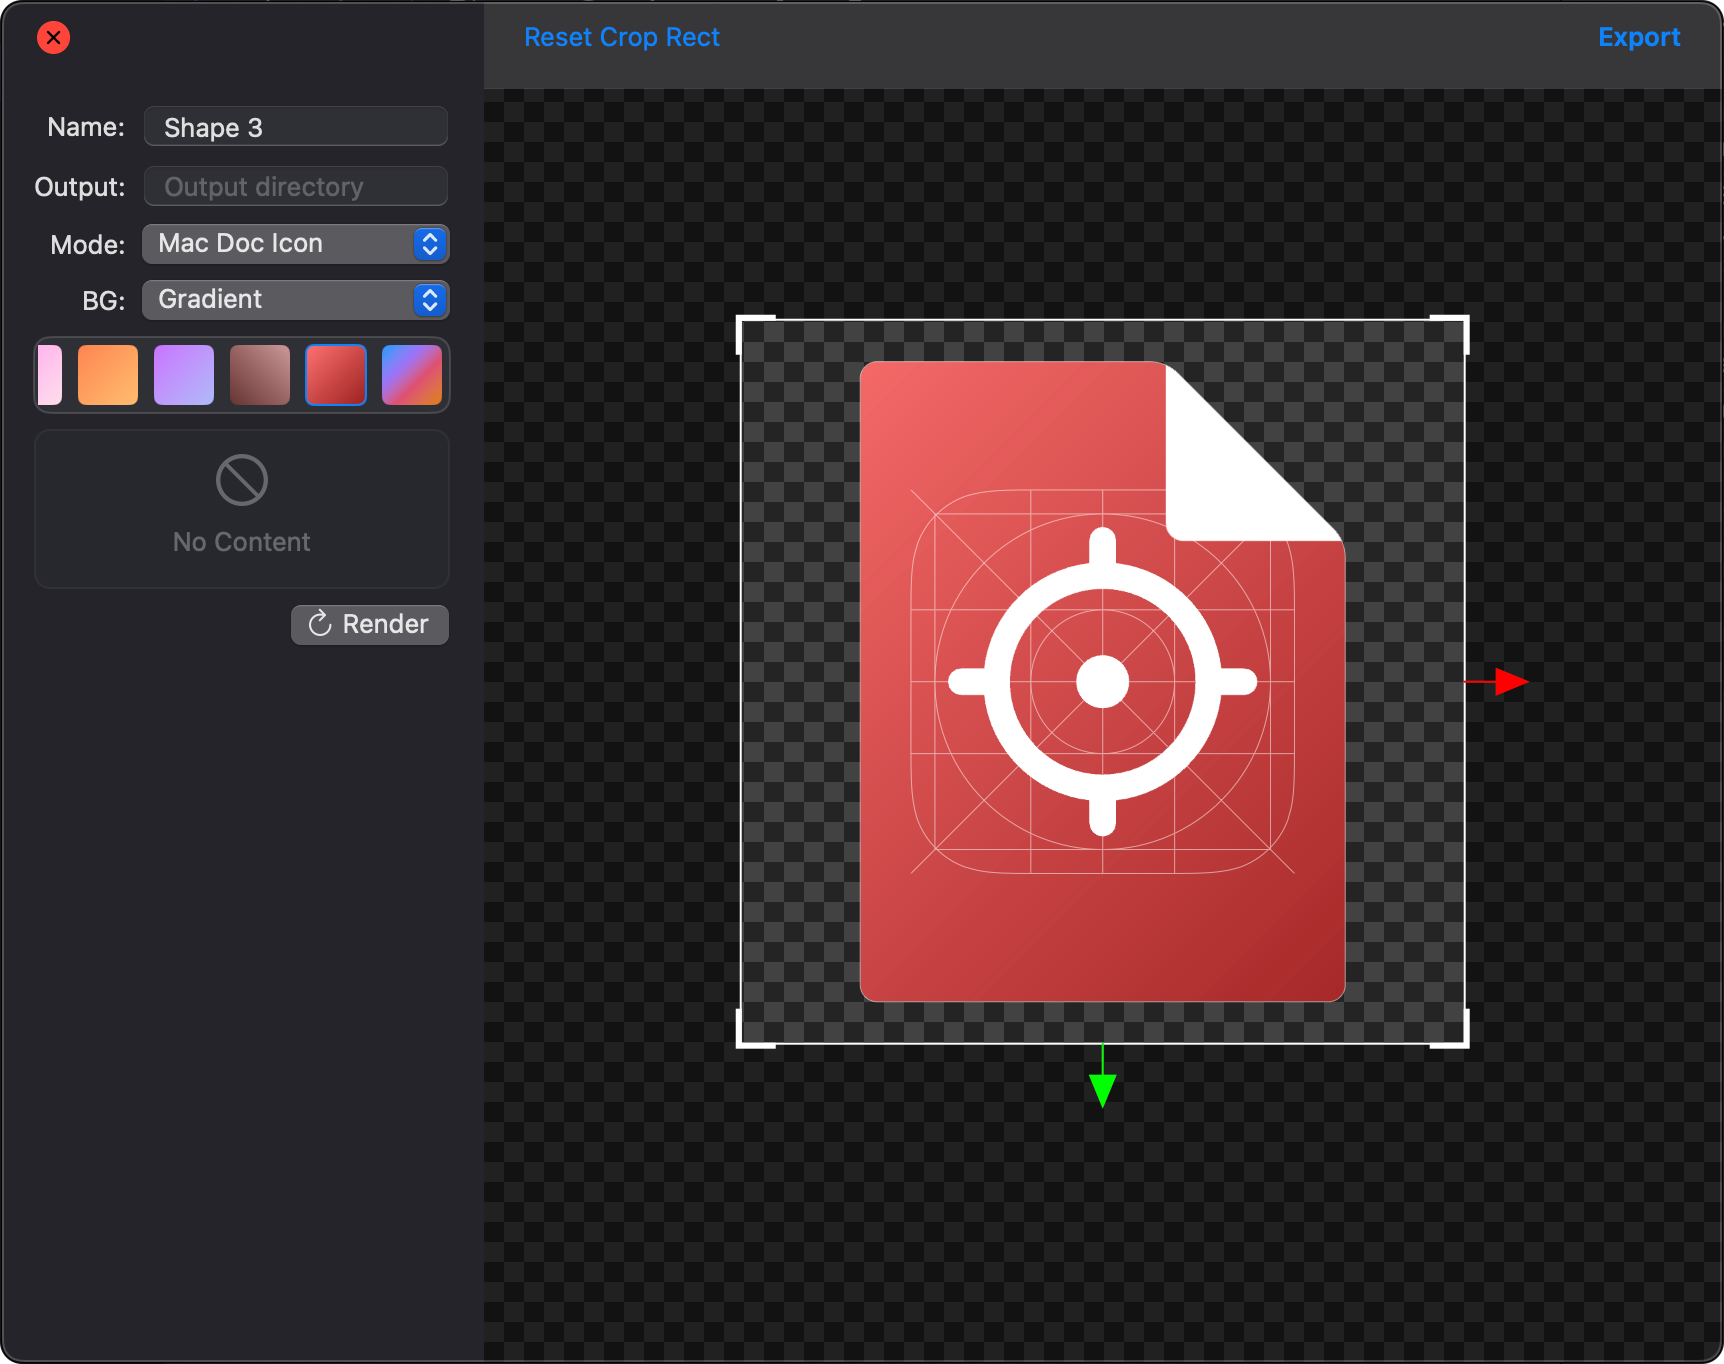 Reset Crop Rect
Export
Name: Shape 3
Output: Output directory
Mode: Mac Doc Icon
BG: Gradient
No Content
Render